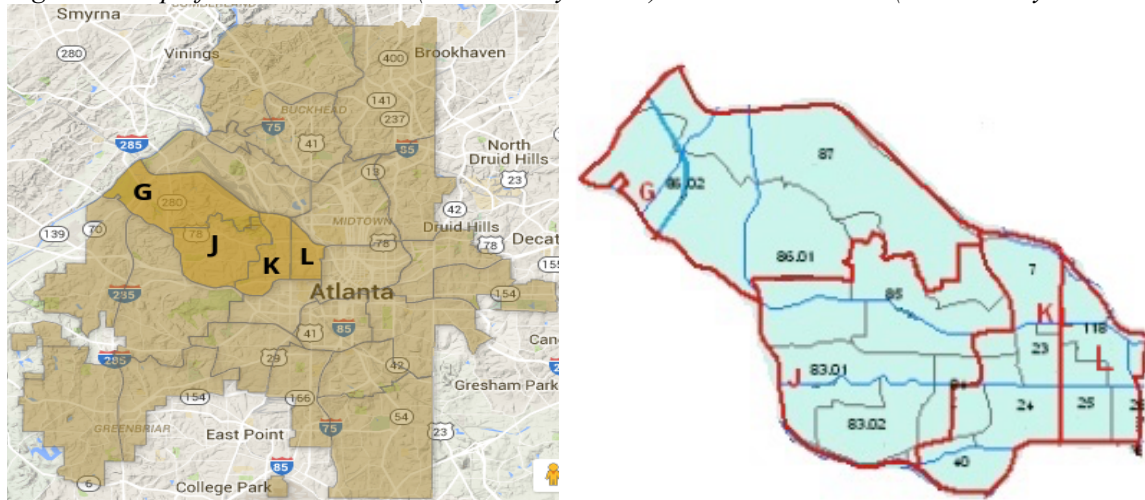 Smyrna
280
Vinings
400
Brookhaven
BUCKHEAD
141
237
75
41
85
285
North
Druid Hills
23
13
G
280
42
MIDTOWN
Druid Hills
139
70
78
J
78
78
Decat
K
L
155
285
Atlanta
154
85
41
Can
285
29
42
Gresham Park
154
166
54
GREENBRIAR
East Point
75
23
85
6
College Park
87
G
86.02
86.01
7
85
K
118
23
L
J
83.01
24
25
83.02
40